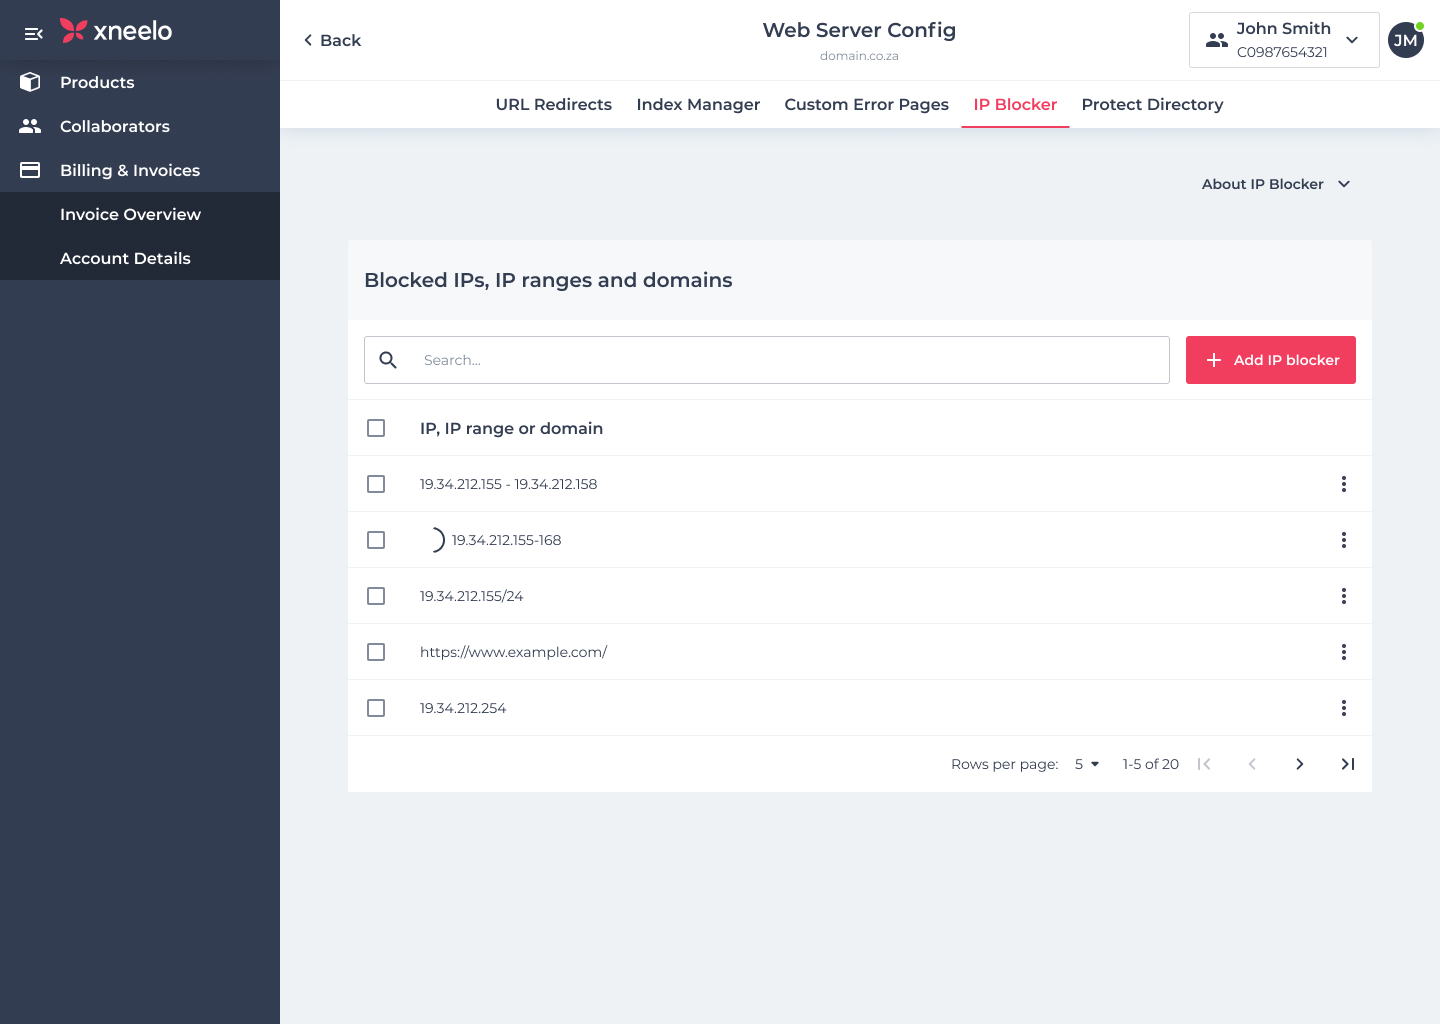 xneelo
Products
Collaborators
Billing & Invoices
Invoice Overview
Account Details
Back
Web Server Config
domain.co.za
John Smith
C0987654321
JM
URL Redirects
Index Manager
Custom Error Pages
IP Blocker
Protect Directory
About IP Blocker
Blocked IPs, IP ranges and domains
Search...
Add IP blocker
IP, IP range or domain
19.34.212.155 - 19.34.212.158
19.34.212.155-168
19.34.212.155/24
https://www.example.com/
19.34.212.254
Rows per page: 5 1-5 of 20